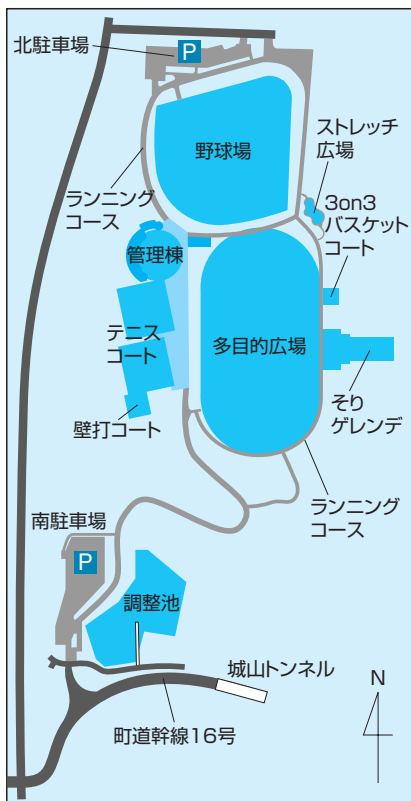 北駐車場
P
野球場
ストレッチ
広場
ランニング
コース
3on3
バスケット
コート
管理棟
テニス
コート
多目的広場
そり
ゲレンデ
壁打コート
ランニング
コース
南駐車場
P
調整池
城山トンネル
N
町道幹線16号